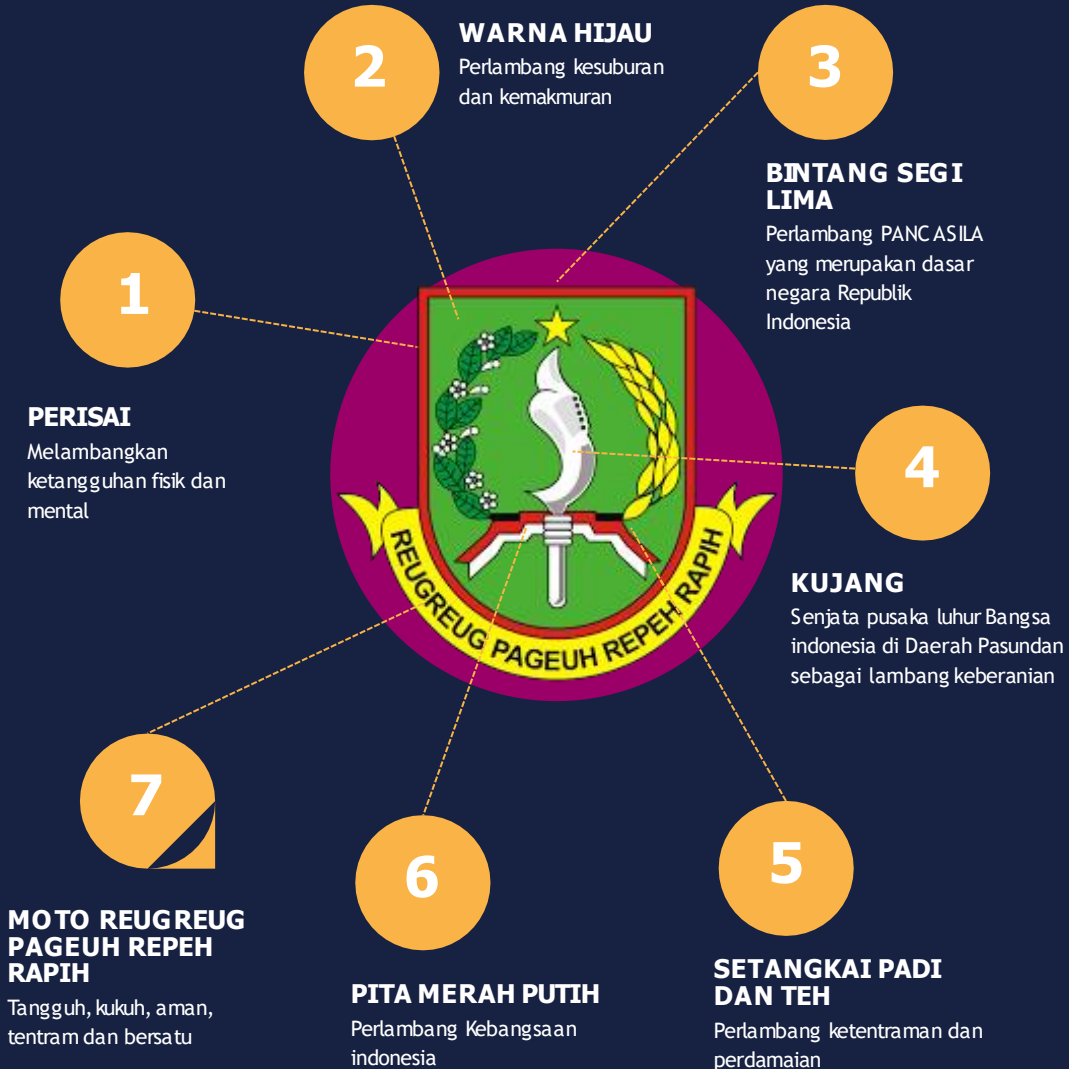 1
PERISAI
Melambangkan
ketangguhan fisik dan
mental
2
WARNA HIJAU
Perlambang kesuburan
dan kemakmuran
3
BINTANG SEGI
LIMA
Perlambang PANCASILA
yang merupakan dasar
negara Republik
Indonesia
4
KUJANG
Senjata pusaka luhur Bangsa
indonesia di Daerah Pasundan
sebagai lambang keberanian
5
SETANGKAI PADI
DAN TEH
Perlambang ketentraman dan
perdamaian
6
PITA MERAH PUTIH
Perlambang Kebangsaan
indonesia
7
MOTO REUGREUG
PAGEUH REPEH
RAPIH
Tangguh, kukuh, aman,
tentram dan bersatu
REUGREUG PAGEUH REPEH RAPIH